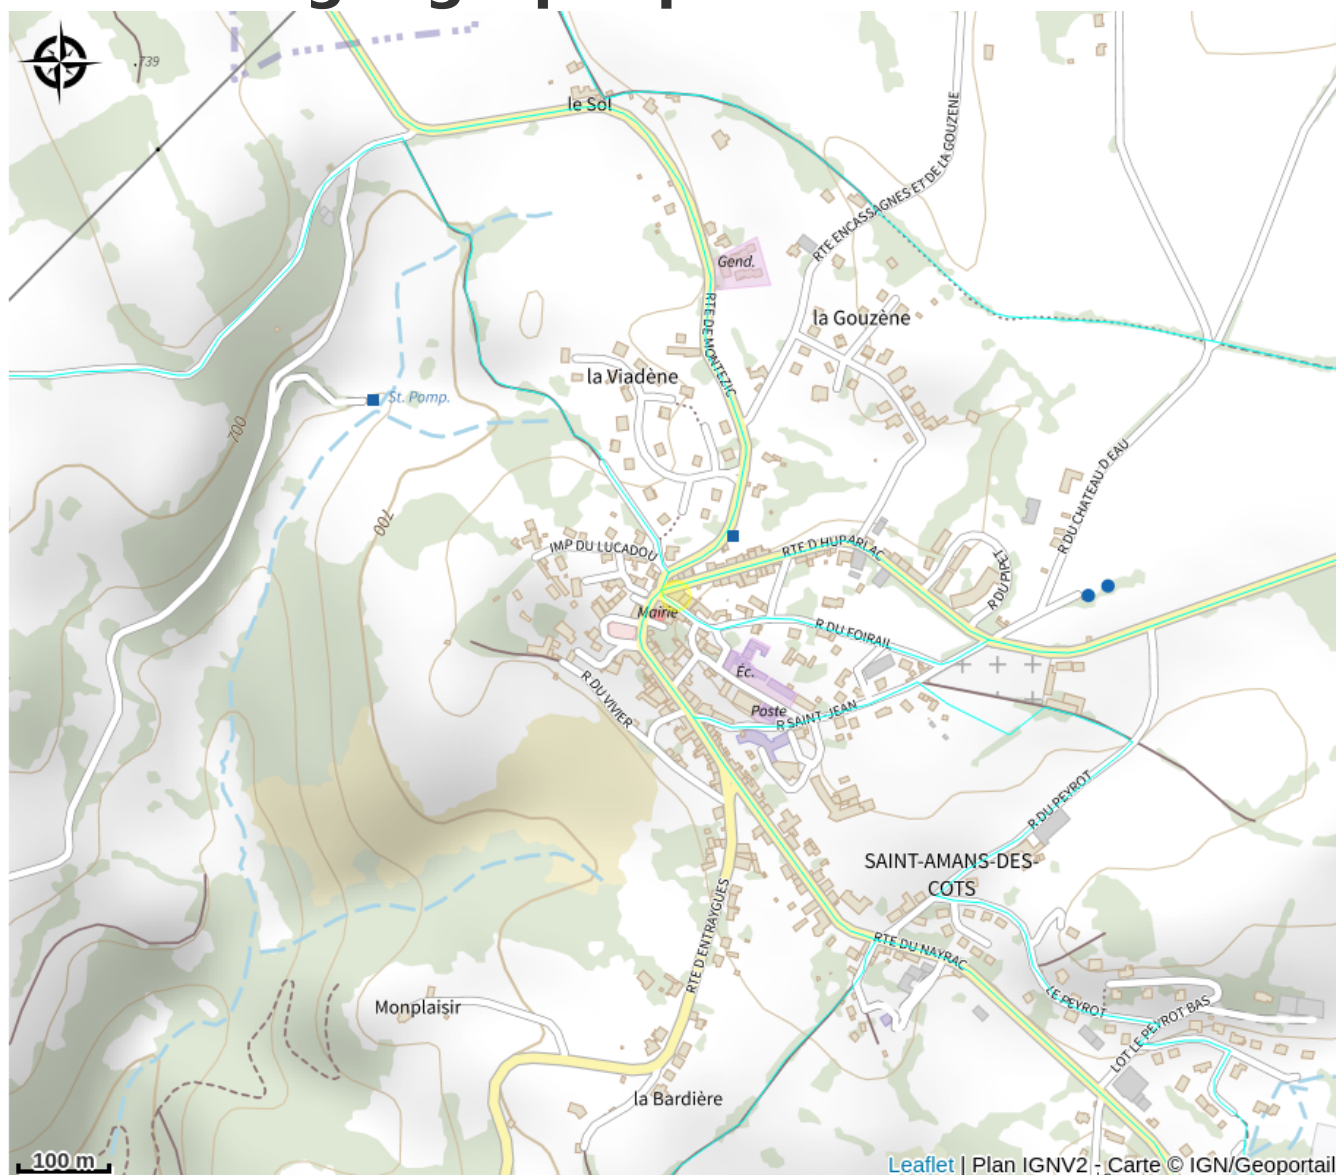 739
le Sol
RTE ENCASSAGNES ET DE LA GOUZENE
Gend.
RTE DE MONTEZIC
la Gouzène
la Viadène
St. Pomp.
700
700
R DU CHATEAU D EAU
IMP DU LUCADOU
RTE D HUPARLAC
R DU PIPET
Mairie
R DU FOIRAIL
Éc.
R DU VIVIER
Poste
R SAINT-JEAN
R DU PEYROT
SAINT-AMANS-DES-
COTS
RTE D ENTRAYGUES
RTE DU NAYRAC
Monplaisir
LE PEYROT
LOT LE PEYROT BAS
la Bardière
100 m
Leaflet | Plan IGNV2 - Carte © IGN/Geoportail